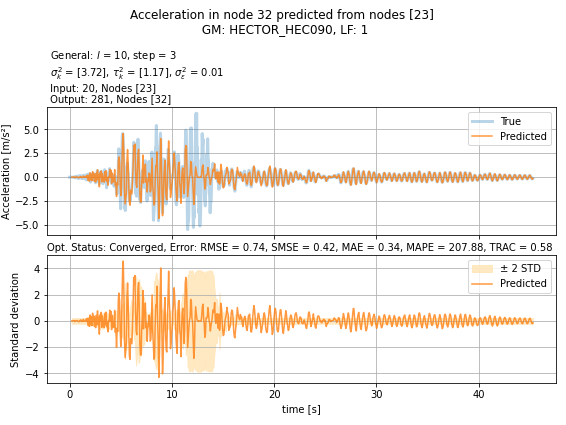 Acceleration in node 32 predicted from nodes [23]
GM: HECTOR_HEC090, LF: 1
General: l = 10, step = 3
σ²ₖ = [3.72], τ²ₖ = [1.17], σ²ε = 0.01
Input: 20, Nodes [23]
Output: 281, Nodes [32]
Acceleration [m/s²]
5.0
2.5
0.0
−2.5
−5.0
True
Predicted
Opt. Status: Converged, Error: RMSE = 0.74, SMSE = 0.42, MAE = 0.34, MAPE = 207.88, TRAC = 0.58
Standard deviation
4
2
0
−2
−4
± 2 STD
Predicted
0 10 20 30 40
time [s]